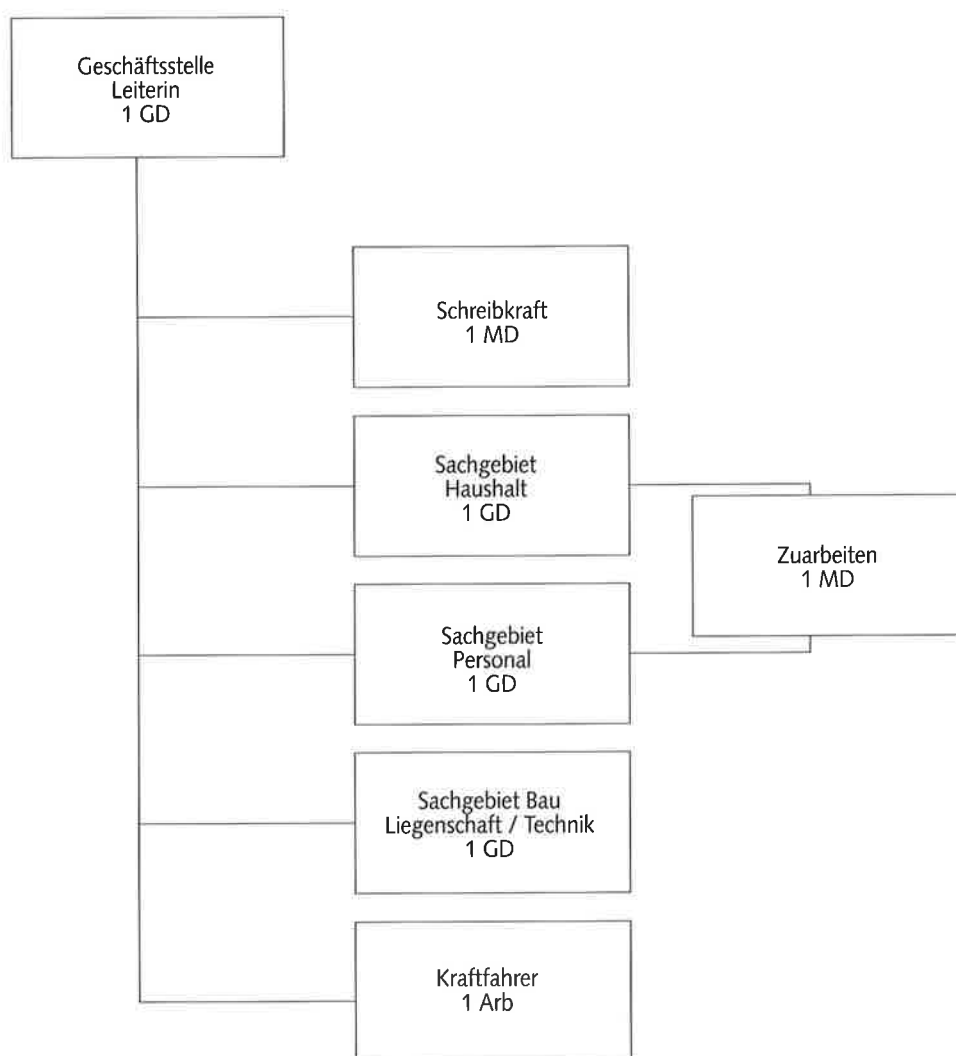 Geschäftsstelle
Leiterin
1 GD
Schreibkraft
1 MD
Sachgebiet
Haushalt
1 GD
Zuarbeiten
1 MD
Sachgebiet
Personal
1 GD
Sachgebiet Bau
Liegenschaft / Technik
1 GD
Kraftfahrer
1 Arb